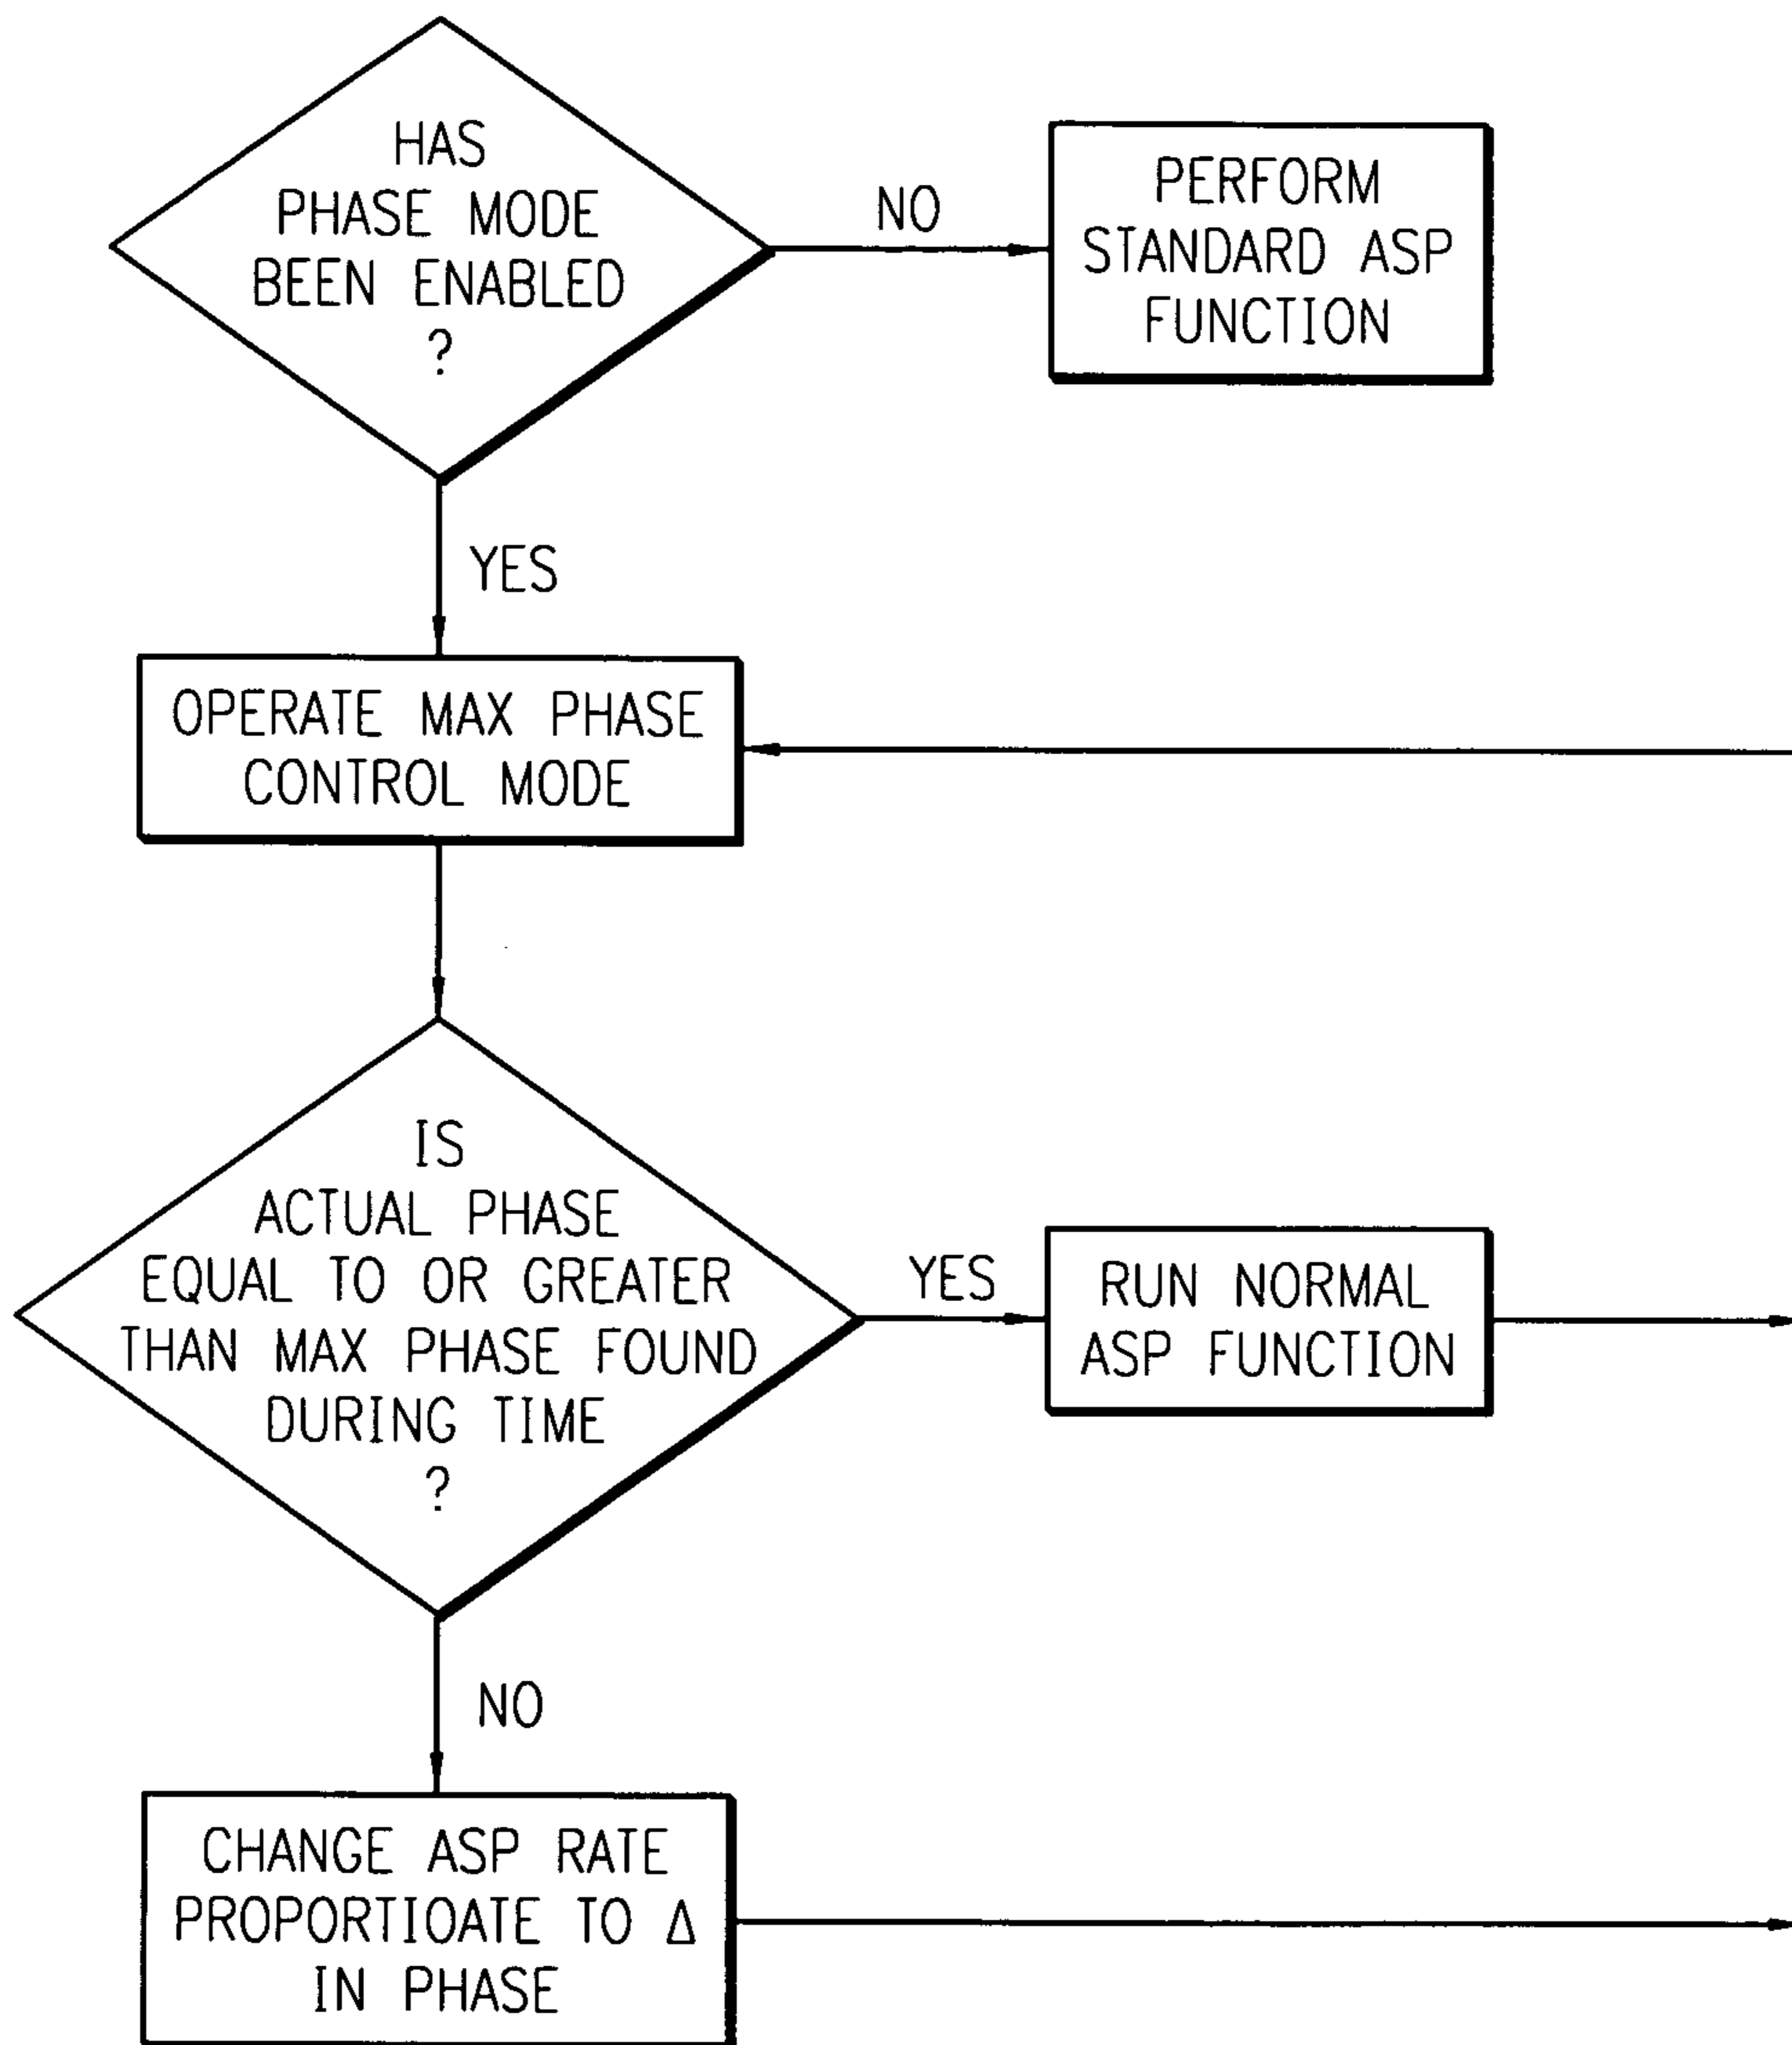 HAS
PHASE MODE
BEEN ENABLED
?
NO
PERFORM
STANDARD ASP
FUNCTION
YES
OPERATE MAX PHASE
CONTROL MODE
IS
ACTUAL PHASE
EQUAL TO OR GREATER
THAN MAX PHASE FOUND
DURING TIME
?
YES
RUN NORMAL
ASP FUNCTION
NO
CHANGE ASP RATE
PROPORTIOATE TO Δ
IN PHASE